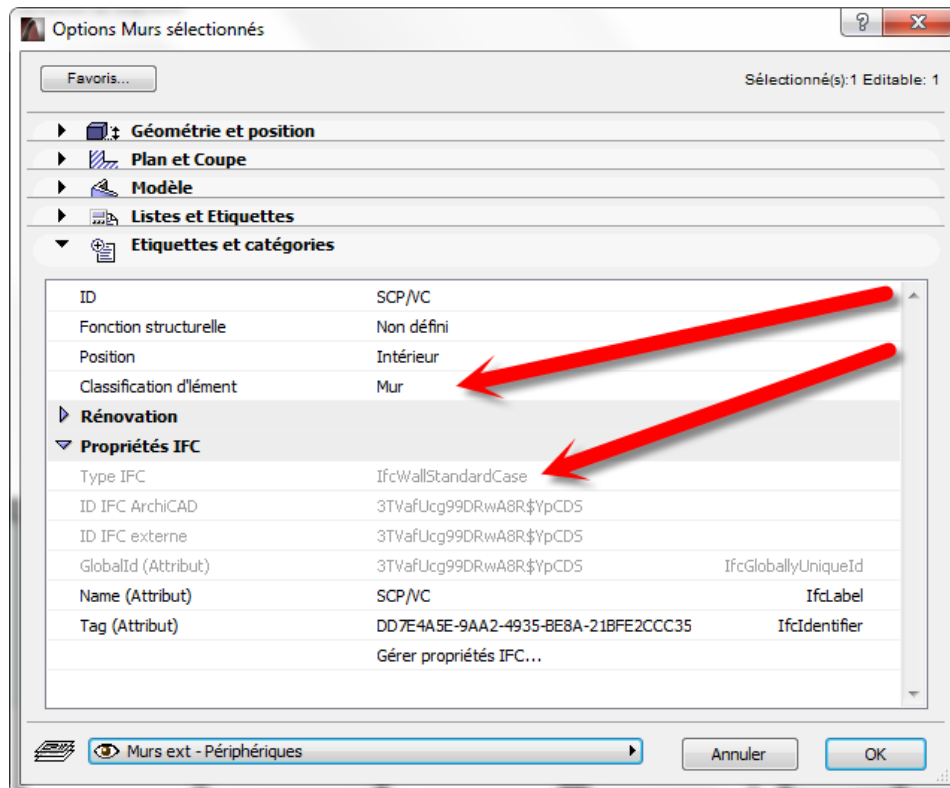 Options Murs sélectionnés
Favoris...
Sélectionné(s):1 Editable: 1
Géométrie et position
Plan et Coupe
Modèle
Listes et Etiquettes
Etiquettes et catégories
ID SCP/VC
Fonction structurelle Non défini
Position Intérieur
Classification d'lément Mur
Rénovation
Propriétés IFC
Type IFC IfcWallStandardCase
ID IFC ArchiCAD 3TVafUcg99DRwA8R$YpCDS
ID IFC externe 3TVafUcg99DRwA8R$YpCDS
GlobalId (Attribut) 3TVafUcg99DRwA8R$YpCDS IfcGloballyUniqueId
Name (Attribut) SCP/VC IfcLabel
Tag (Attribut) DD7E4A5E-9AA2-4935-BE8A-21BFE2CCC35 IfcIdentifier
Gérer propriétés IFC...
Murs ext - Périphériques
Annuler
OK